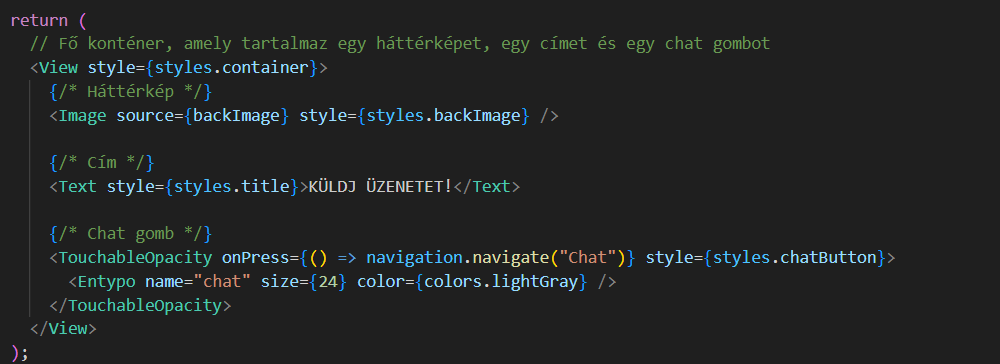 return (
// Fő konténer, amely tartalmaz egy háttérképet, egy címet és egy chat gombot
<View style={styles.container}>
{/* Háttérkép */}
<Image source={backImage} style={styles.backImage} />
{/* Cím */}
<Text style={styles.title}>KÜLDJ ÜZENETET!</Text>
{/* Chat gomb */}
<TouchableOpacity onPress={() => navigation.navigate("Chat")} style={styles.chatButton}>
<Entypo name="chat" size={24} color={colors.lightGray} />
</TouchableOpacity>
</View>
);